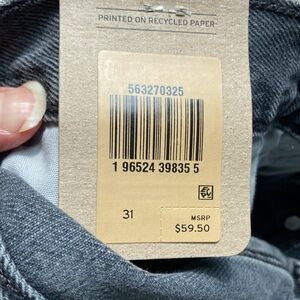 PRINTED ON RECYCLED PAPER
563270325
1 96524 39835 5
31
MSRP
$59.50